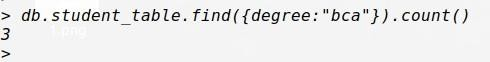 > db.student_table.find({degree:"bca"}).count()
1.png
3
>